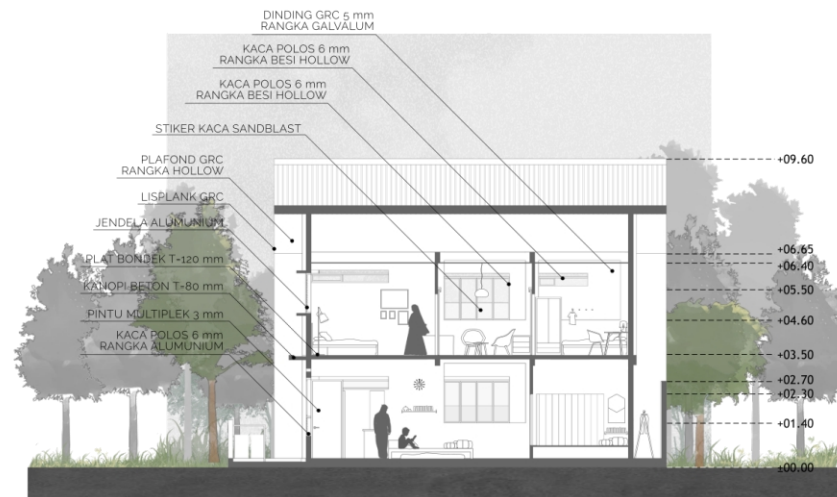 DINDING GRC 5 mm
RANGKA GALVALUM
KACA POLOS 6 mm
RANGKA BESI HOLLOW
KACA POLOS 6 mm
RANGKA BESI HOLLOW
STIKER KACA SANDBLAST
PLAFOND GRC
RANGKA HOLLOW
LISPLANK GRC
JENDELA ALUMUNIUM
PLAT BONDEK T-120 mm
KANOPI BETON T-80 mm
PINTU MULTIPLEK 3 mm
KACA POLOS 6 mm
RANGKA ALUMUNIUM
+09.60
+06.65
+06.40
+05.50
+04.60
+03.50
+02.70
+02.30
+01.40
±00.00